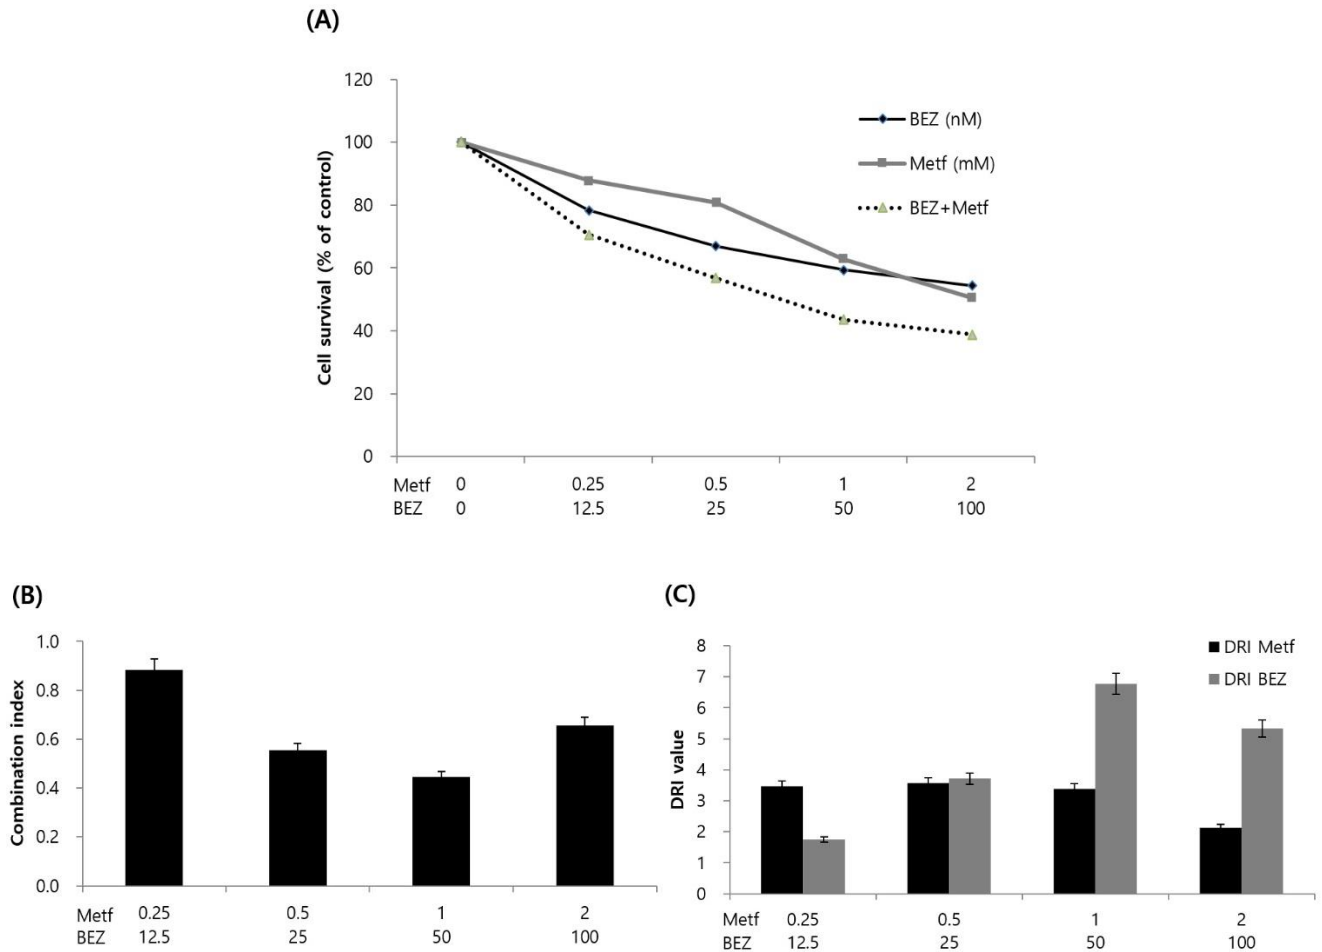 (A)
120
100
80
60
40
20
0
Cell survival (% of control)
BEZ (nM)
Metf (mM)
BEZ+Metf
Metf 0 0.25 0.5 1 2
BEZ 0 12.5 25 50 100
(B)
1.0
0.8
0.6
0.4
0.2
0.0
Combination index
Metf 0.25 0.5 1 2
BEZ 12.5 25 50 100
(C)
8
7
6
5
4
3
2
1
0
DRI value
DRI Metf
DRI BEZ
Metf 0.25 0.5 1 2
BEZ 12.5 25 50 100